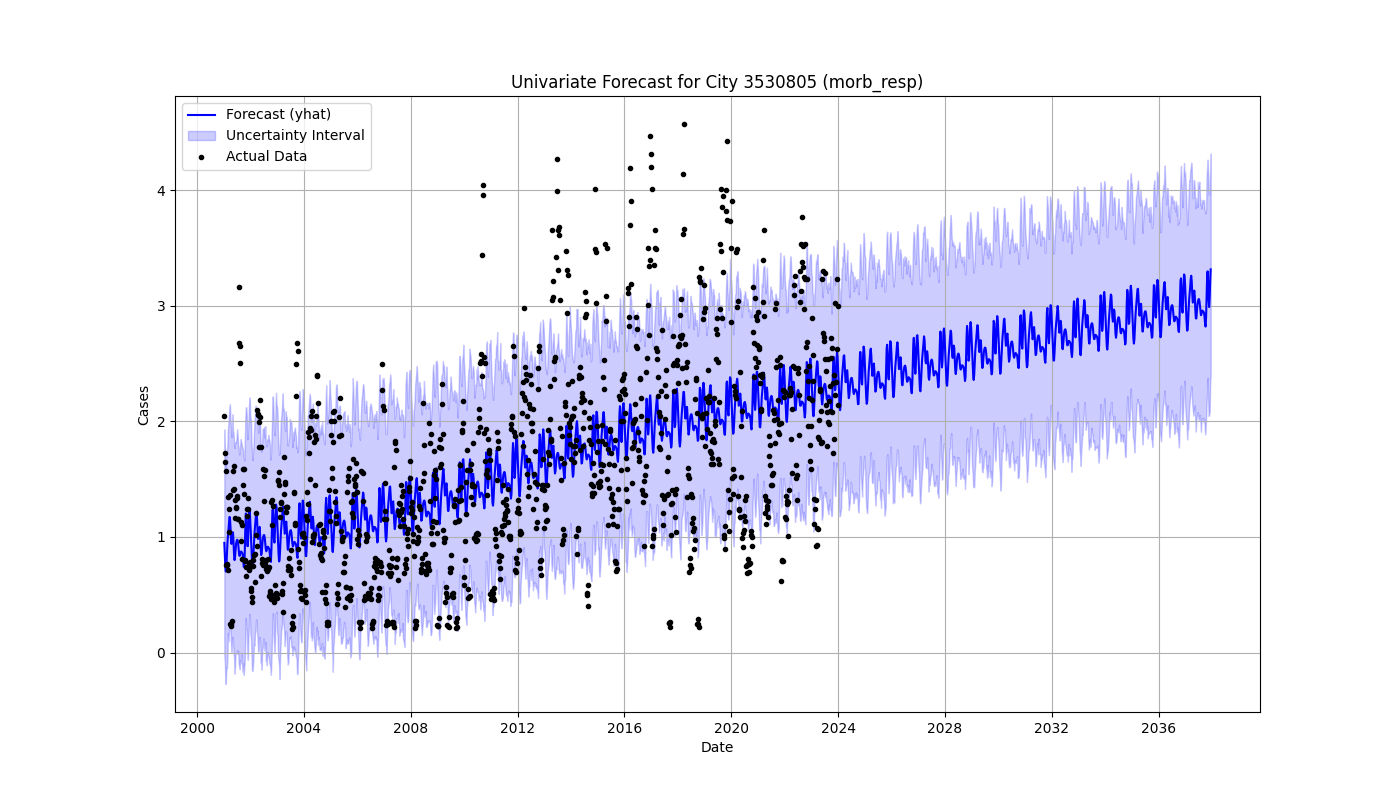 Univariate Forecast for City 3530805 (morb_resp)
Forecast (yhat)
Uncertainty Interval
Actual Data
Cases
4
3
2
1
0
2000 2004 2008 2012 2016 2020 2024 2028 2032 2036
Date